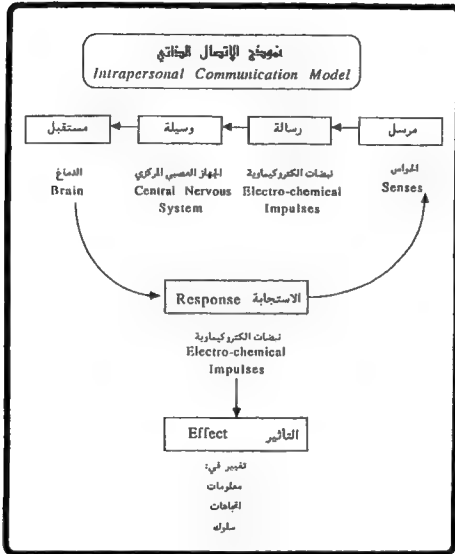 نموذج الإتصال الذاتي
Intrapersonal Communication Model
مرسل
رسالة
وسيلة
مستقبل
الحواس
Senses
نبضات الكتروكيماوية
Electro-chemical
Impulses
الجهاز العصبي المركزي
Central Nervous
System
الدماغ
Brain
الاستجابة Response
نبضات الكتروكيماوية
Electro-chemical
Impulses
التأثير Effect
تغيير في:
معلومات
اتجاهات
سلوك